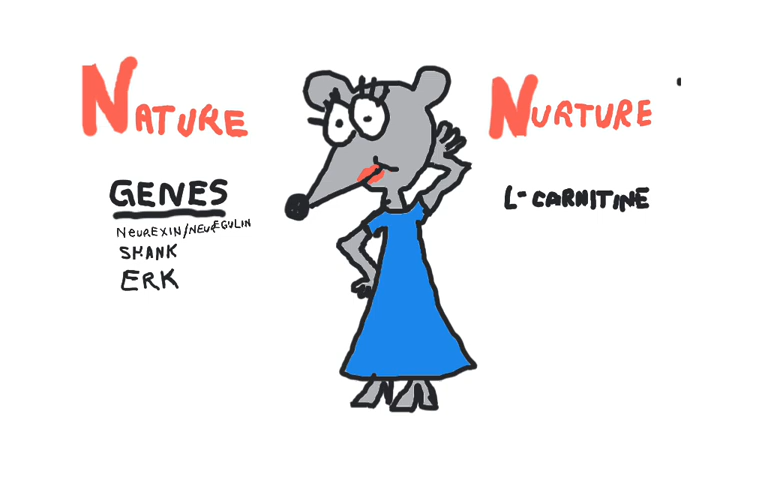 NATURE
NURTURE
GENES
NEUREXIN/NEUREGULIN
SHANK
ERK
L-CARNITINE